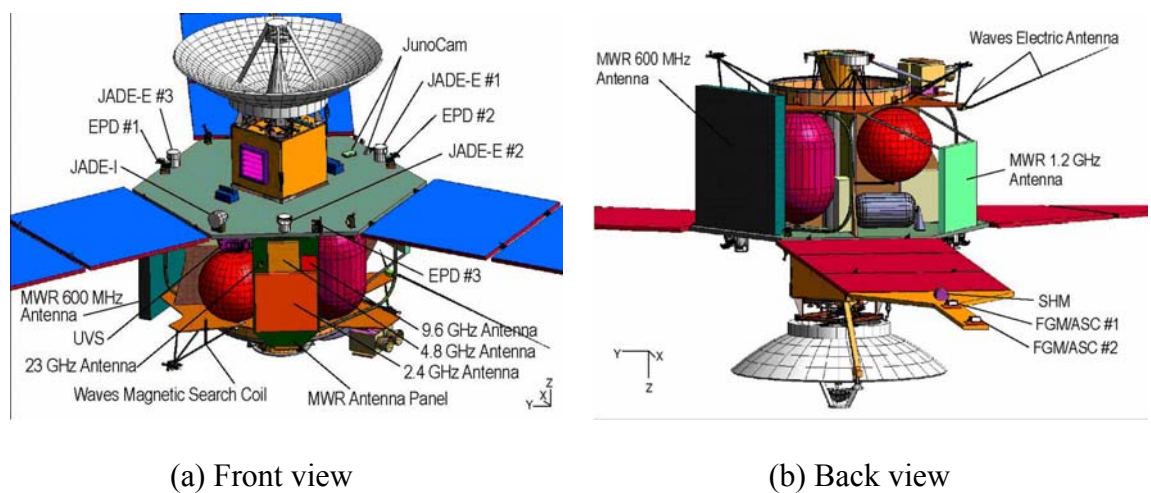 JunoCam
JADE-E #1
JADE-E #3
EPD #2
EPD #1
JADE-E #2
JADE-I
EPD #3
MWR 600 MHz
Antenna
UVS
9.6 GHz Antenna
4.8 GHz Antenna
23 GHz Antenna
2.4 GHz Antenna
Waves Magnetic Search Coil
MWR Antenna Panel
Z
X
Y
Waves Electric Antenna
MWR 600 MHz
Antenna
MWR 1.2 GHz
Antenna
SHM
FGM/ASC #1
FGM/ASC #2
Y
X
Z
(a) Front view
(b) Back view